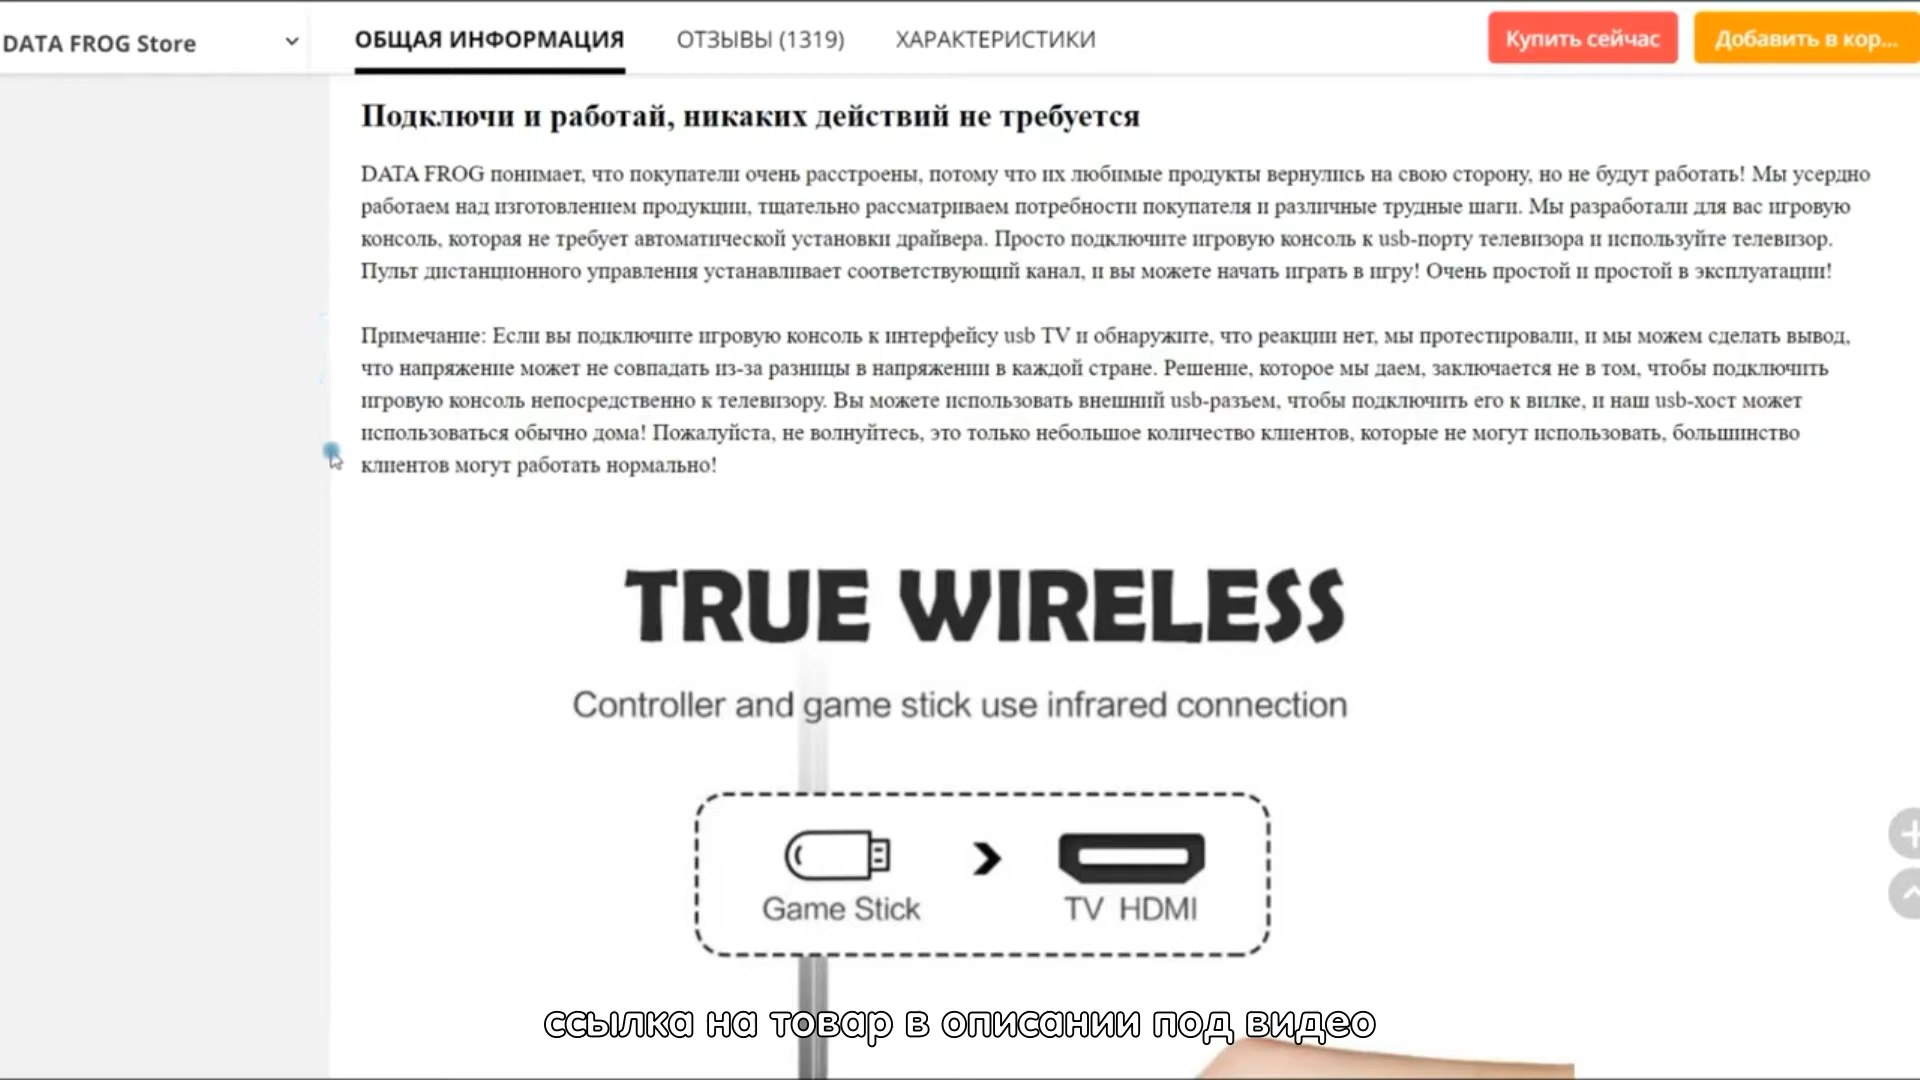 DATA FROG Store
ОБЩАЯ ИНФОРМАЦИЯ
ОТЗЫВЫ (1319)
ХАРАКТЕРИСТИКИ
Купить сейчас
Добавить в кор...
Подключи и работай, никаких действий не требуется
DATA FROG понимает, что покупатели очень расстроены, потому что их любимые продукты вернулись на свою сторону, но не будут работать! Мы усердно
работаем над изготовлением продукции, тщательно рассматриваем потребности покупателя и различные трудные шаги. Мы разработали для вас игровую
консоль, которая не требует автоматической установки драйвера. Просто подключите игровую консоль к usb-порту телевизора и используйте телевизор.
Пульт дистанционного управления устанавливает соответствующий канал, и вы можете начать играть в игру! Очень простой и простой в эксплуатации!
Примечание: Если вы подключите игровую консоль к интерфейсу usb TV и обнаружите, что реакции нет, мы протестировали, и мы можем сделать вывод,
что напряжение может не совпадать из-за разницы в напряжении в каждой стране. Решение, которое мы даем, заключается не в том, чтобы подключить
игровую консоль непосредственно к телевизору. Вы можете использовать внешний usb-разъем, чтобы подключить его к вилке, и наш usb-хост может
использоваться обычно дома! Пожалуйста, не волнуйтесь, это только небольшое количество клиентов, которые не могут использовать, большинство
клиентов могут работать нормально!
TRUE WIRELESS
Controller and game stick use infrared connection
Game Stick
TV HDMI
ссылка на товар в описании под видео